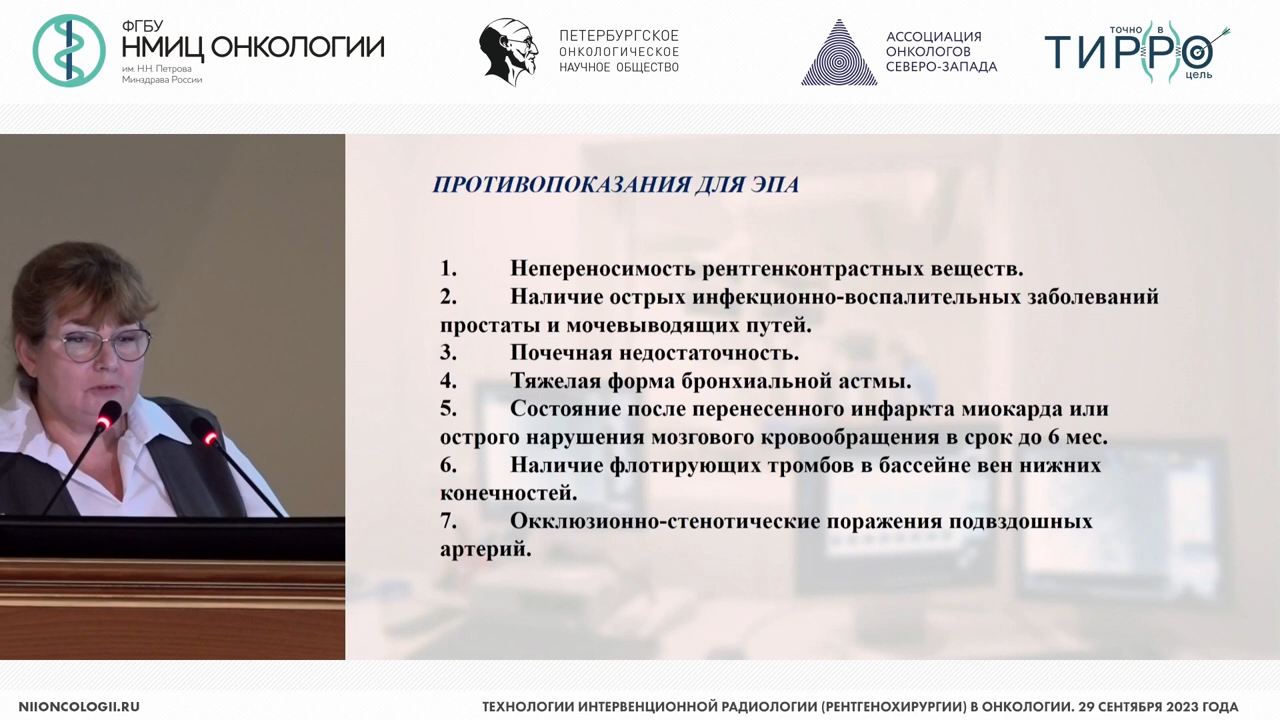 ФГБУ
НМИЦ ОНКОЛОГИИ
им. Н.Н. Петрова
Минздрава России
ПЕТЕРБУРГСКОЕ
ОНКОЛОГИЧЕСКОЕ
НАУЧНОЕ ОБЩЕСТВО
АССОЦИАЦИЯ
ОНКОЛОГОВ
СЕВЕРО-ЗАПАДА
ТОЧНО В
ТИРРО
цель
ПРОТИВОПОКАЗАНИЯ ДЛЯ ЭПА
1. Непереносимость рентгенконтрастных веществ.
2. Наличие острых инфекционно-воспалительных заболеваний
простаты и мочевыводящих путей.
3. Почечная недостаточность.
4. Тяжелая форма бронхиальной астмы.
5. Состояние после перенесенного инфаркта миокарда или
острого нарушения мозгового кровообращения в срок до 6 мес.
6. Наличие флотирующих тромбов в бассейне вен нижних
конечностей.
7. Окклюзионно-стенотические поражения подвздошных
артерий.
NIIONCOLOGII.RU
ТЕХНОЛОГИИ ИНТЕРВЕНЦИОННОЙ РАДИОЛОГИИ (РЕНТГЕНОХИРУРГИИ) В ОНКОЛОГИИ. 29 СЕНТЯБРЯ 2023 ГОДА